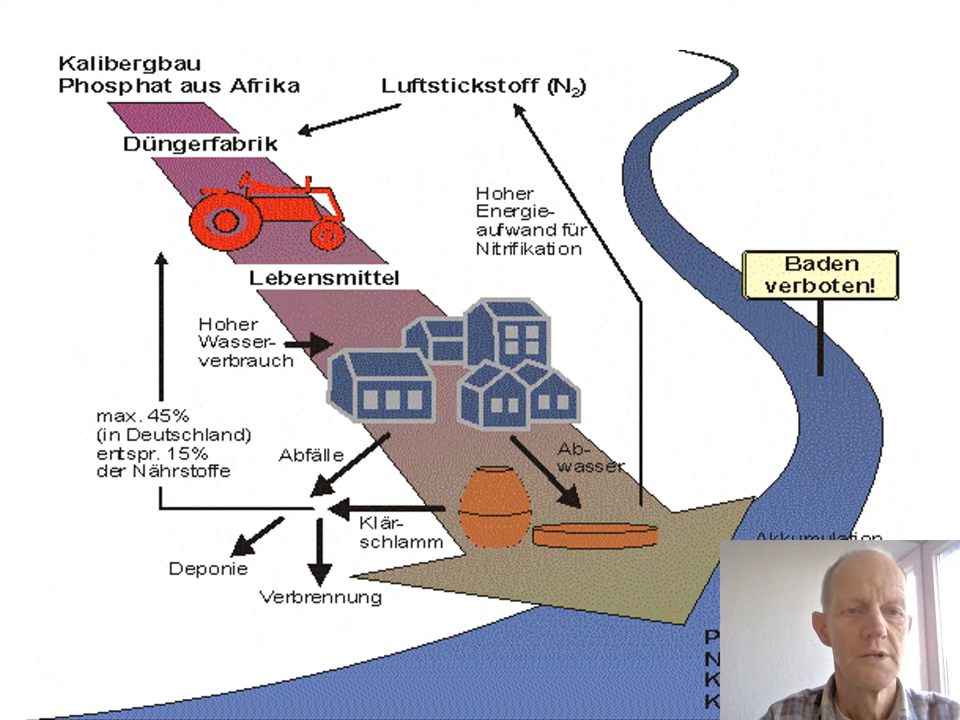 Kalibergbau
Phosphat aus Afrika
Luftstickstoff (N₂)
Düngerfabrik
Hoher
Energie-
aufwand für
Nitrifikation
Baden
verboten!
Lebensmittel
Hoher
Wasser-
verbrauch
max. 45%
(in Deutschland)
entspr. 15%
der Nährstoffe
Abfälle
Ab-
wasser
Klär-
schlamm
Deponie
Verbrennung
Akkumulation
P
N
K
K